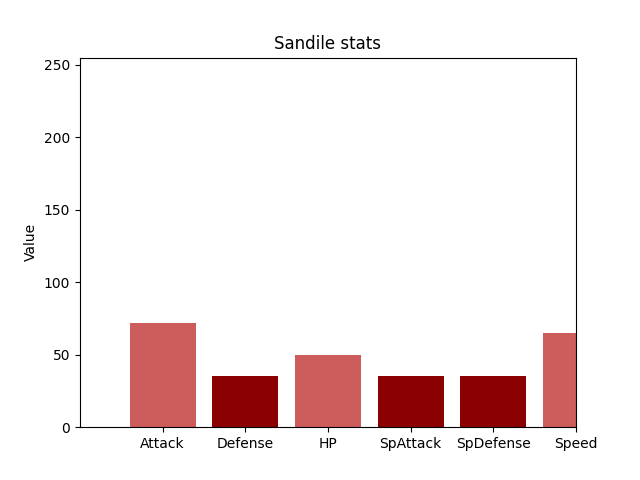 Sandile stats
250
200
150
100
50
0
Value
Attack
Defense
HP
SpAttack
SpDefense
Speed